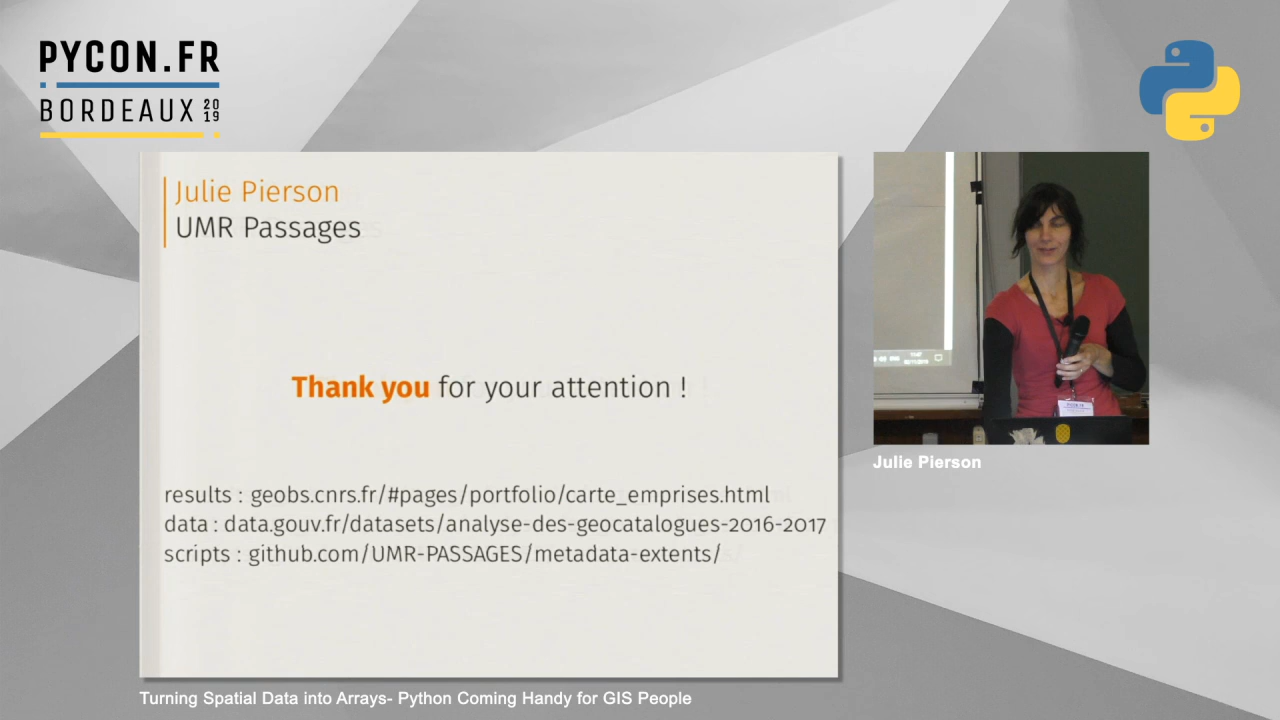 PYCON.FR
BORDEAUX 2019
Julie Pierson
UMR Passages
Thank you for your attention !
results : geobs.cnrs.fr/#pages/portfolio/carte_emprises.html
data : data.gouv.fr/datasets/analyse-des-geocatalogues-2016-2017
scripts : github.com/UMR-PASSAGES/metadata-extents/
Julie Pierson
Turning Spatial Data into Arrays- Python Coming Handy for GIS People